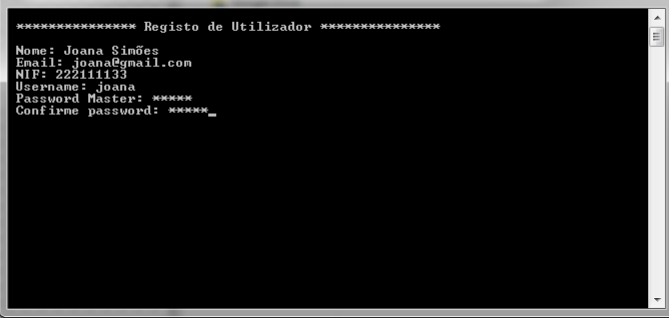 *************** Registo de Utilizador ***************
Nome: Joana Simões
Email: joana@gmail.com
NIF: 222111133
Username: joana
Password Master: *****
Confirme password: *****_